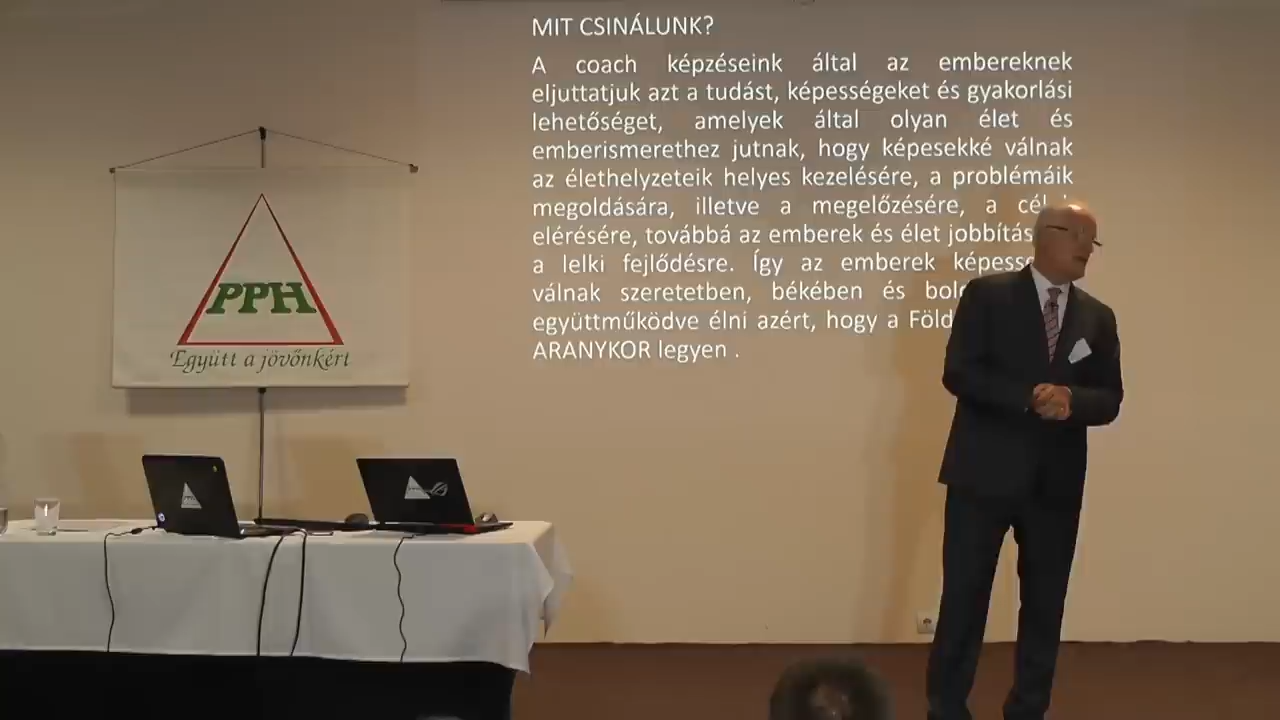 MIT CSINÁLUNK?
A coach képzéseink által az embereknek
eljuttatjuk azt a tudást, képességeket és gyakorlási
lehetőséget, amelyek által olyan élet és
emberismerethez jutnak, hogy képesekké válnak
az élethelyzeteik helyes kezelésére, a problémáik
megoldására, illetve a megelőzésére, a
elérésére, továbbá az emberek és élet
a lelki fejlődésre. Így az emberek
válnak szeretetben, békében és
együttműködve élni azért, hogy a
ARANYKOR legyen .
PPH
Együtt a jövőnkért
PPH